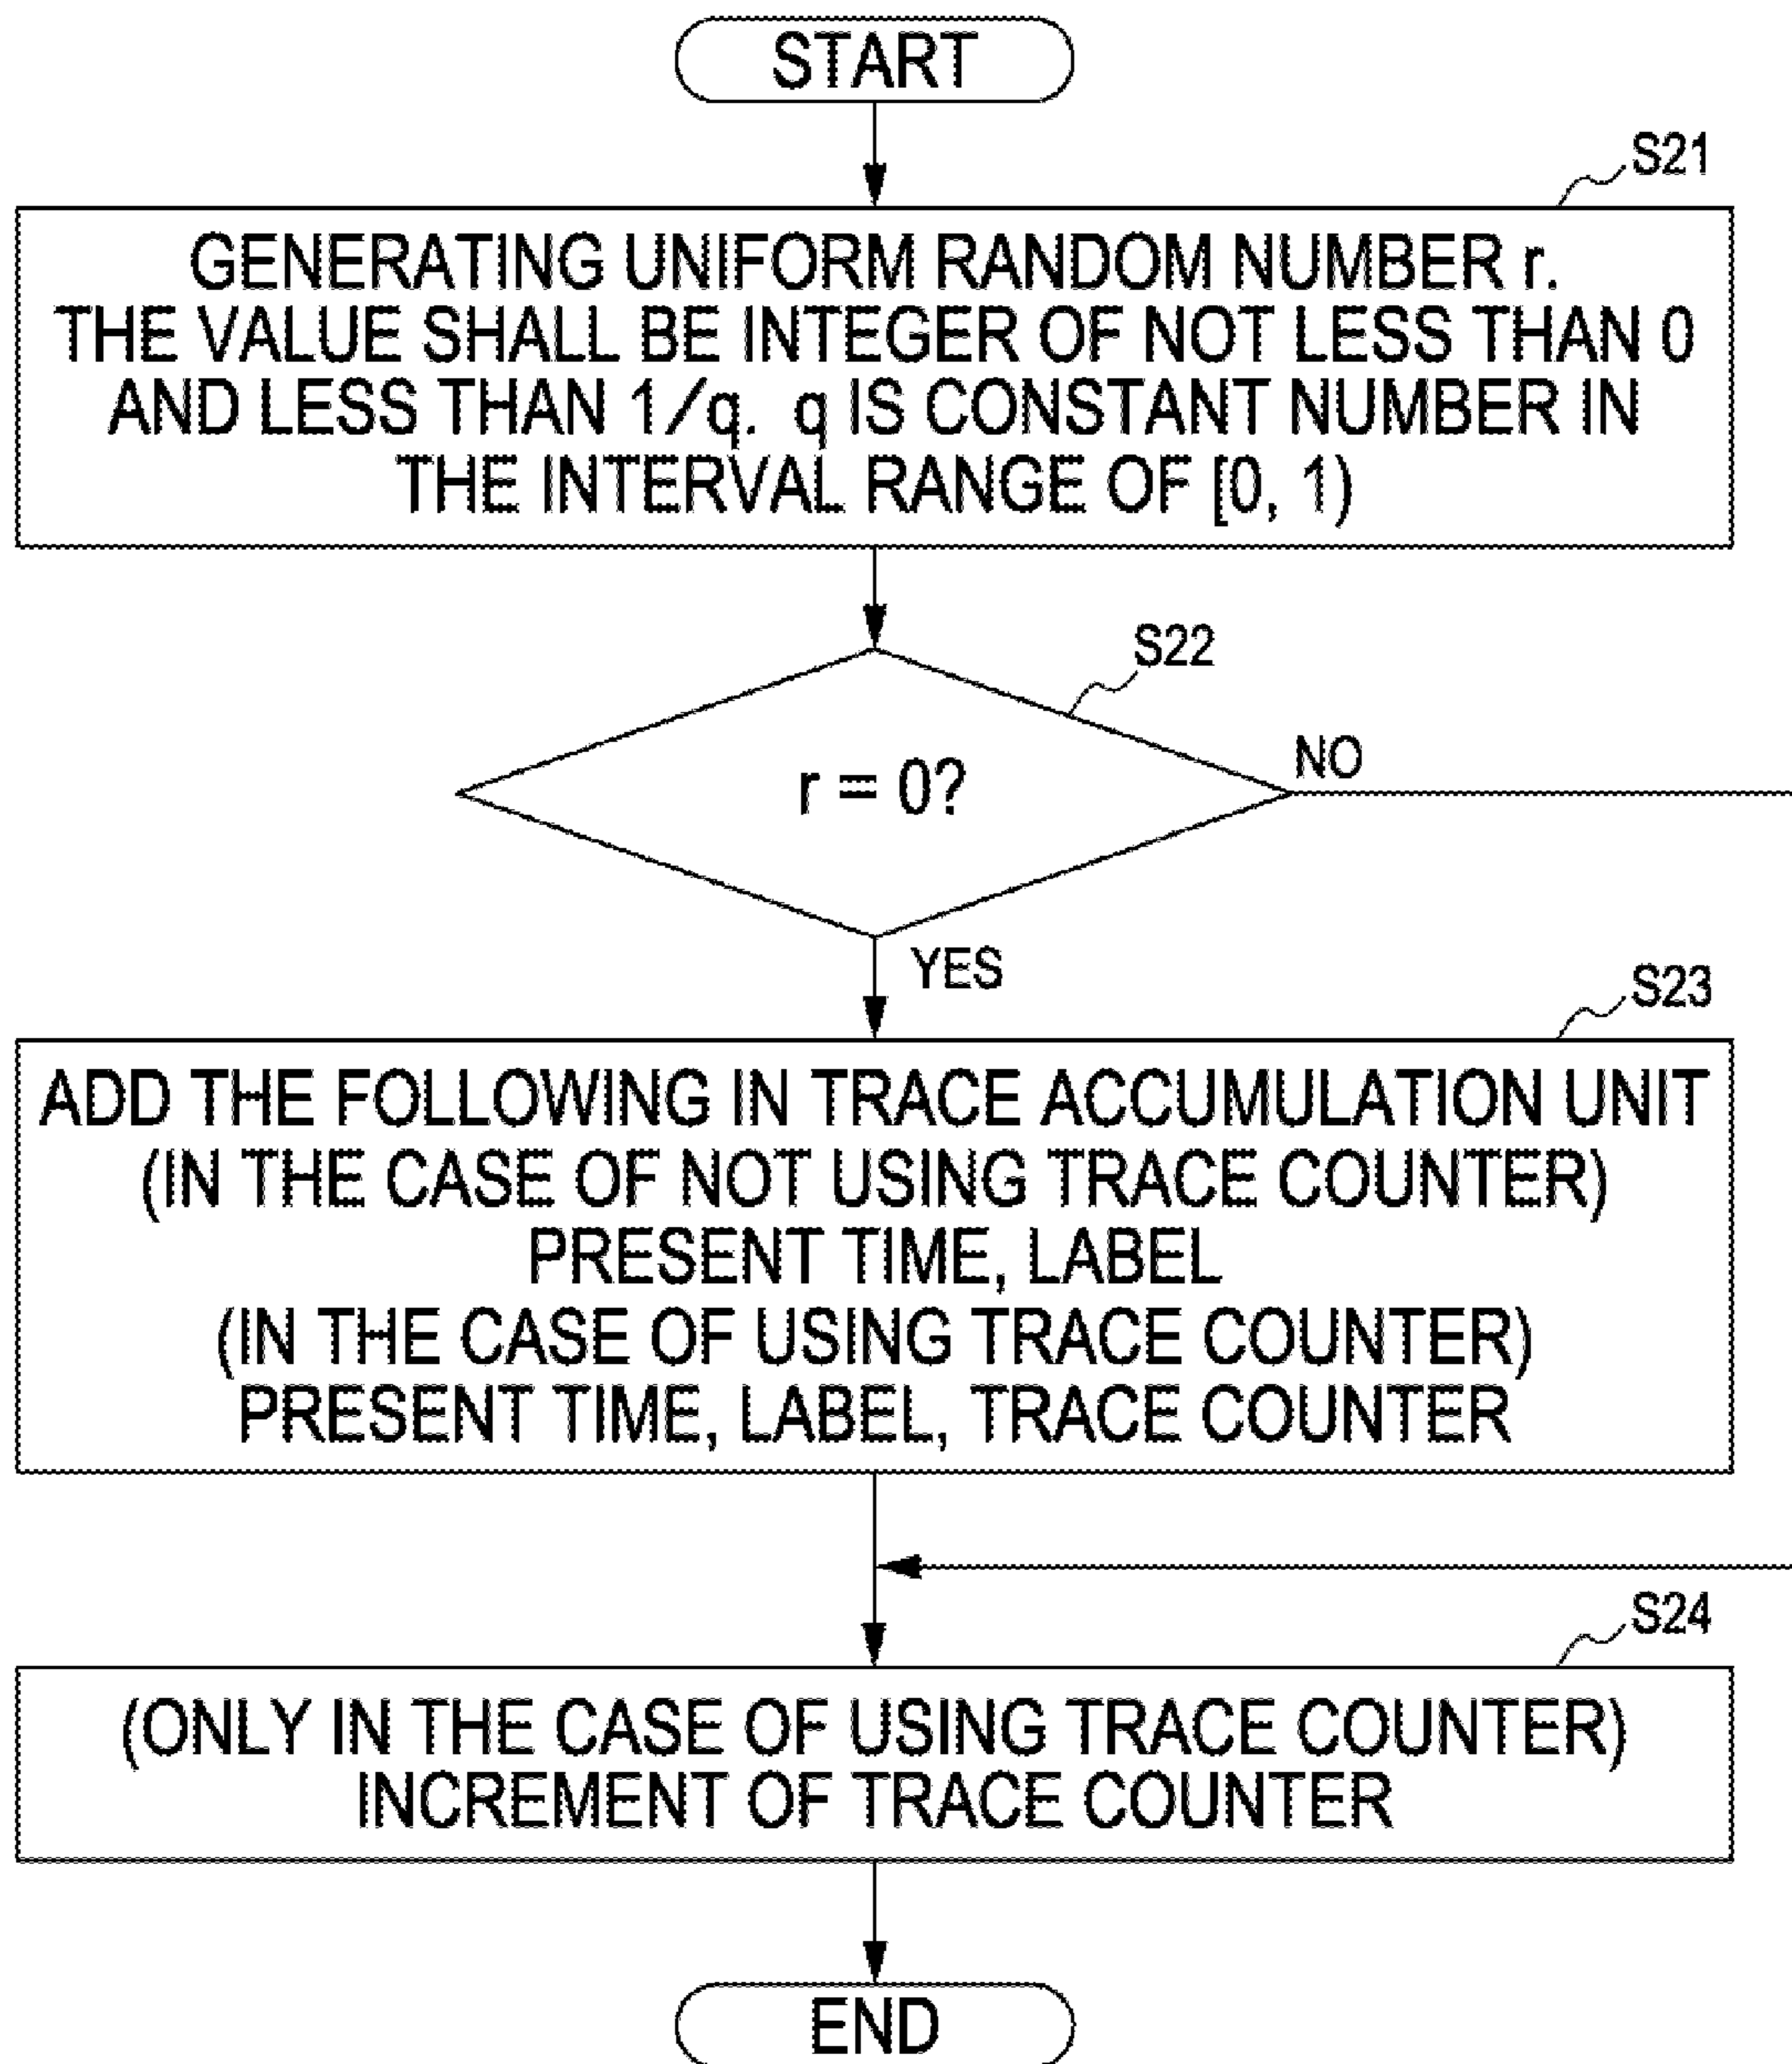 START
S21
GENERATING UNIFORM RANDOM NUMBER r.
THE VALUE SHALL BE INTEGER OF NOT LESS THAN 0
AND LESS THAN 1/q. q IS CONSTANT NUMBER IN
THE INTERVAL RANGE OF [0, 1)
S22
r = 0?
NO
YES
S23
ADD THE FOLLOWING IN TRACE ACCUMULATION UNIT
(IN THE CASE OF NOT USING TRACE COUNTER)
PRESENT TIME, LABEL
(IN THE CASE OF USING TRACE COUNTER)
PRESENT TIME, LABEL, TRACE COUNTER
S24
(ONLY IN THE CASE OF USING TRACE COUNTER)
INCREMENT OF TRACE COUNTER
END